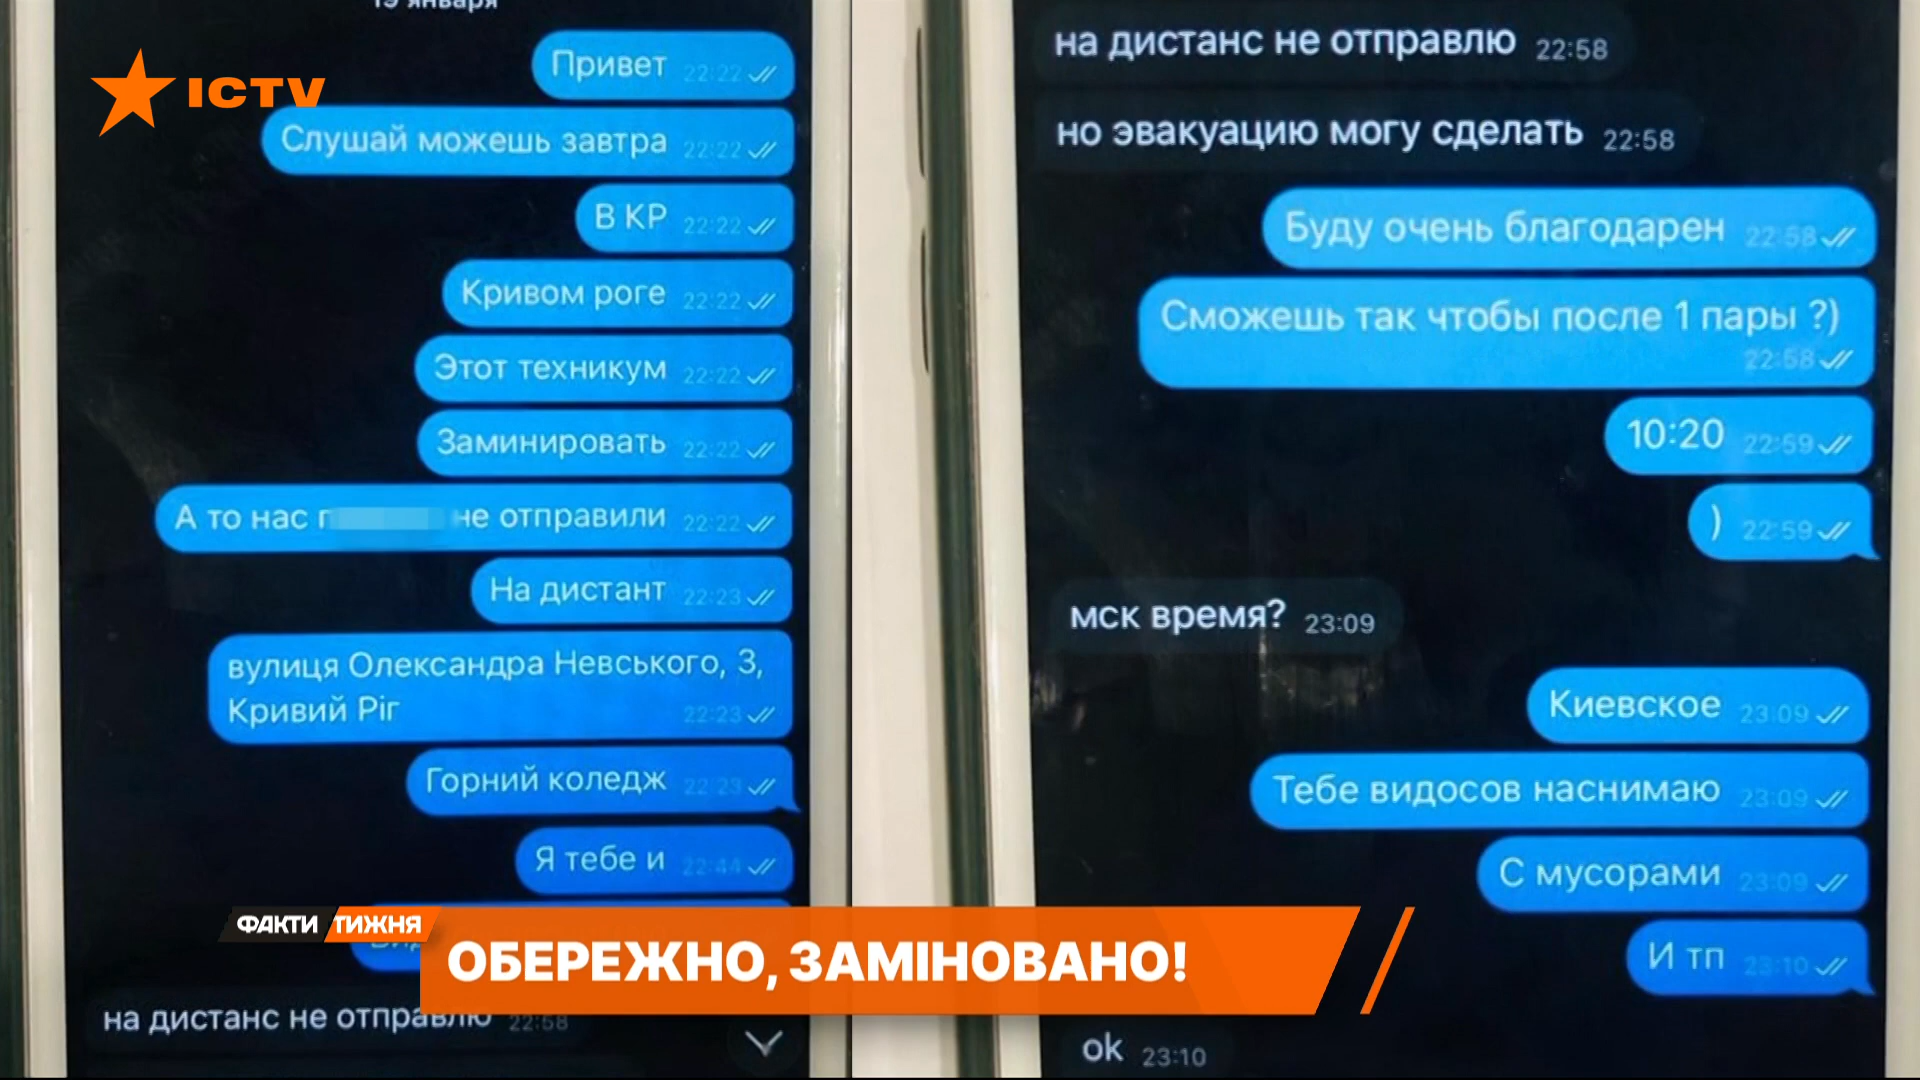 19 января
ICTV
Привет 22:22
Слушай можешь завтра 22:22
В КР 22:22
Кривом роге 22:22
Этот техникум 22:22
Заминировать 22:22
А то нас не отправили 22:22
На дистант 22:23
вулиця Олександра Невського, 3,
Кривий Ріг 22:23
Горний коледж 22:23
Я тебе и 22:44
на дистанс не отправлю 22:58
на дистанс не отправлю 22:58
но эвакуацию могу сделать 22:58
Буду очень благодарен 22:58
Сможешь так чтобы после 1 пары ?)
22:58
10:20 22:59
) 22:59
мск время? 23:09
Киевское 23:09
Тебе видосов наснимаю 23:09
С мусорами 23:09
И тп 23:10
ok 23:10
ФАКТИ ТИЖНЯ
ОБЕРЕЖНО, ЗАМІНОВАНО!